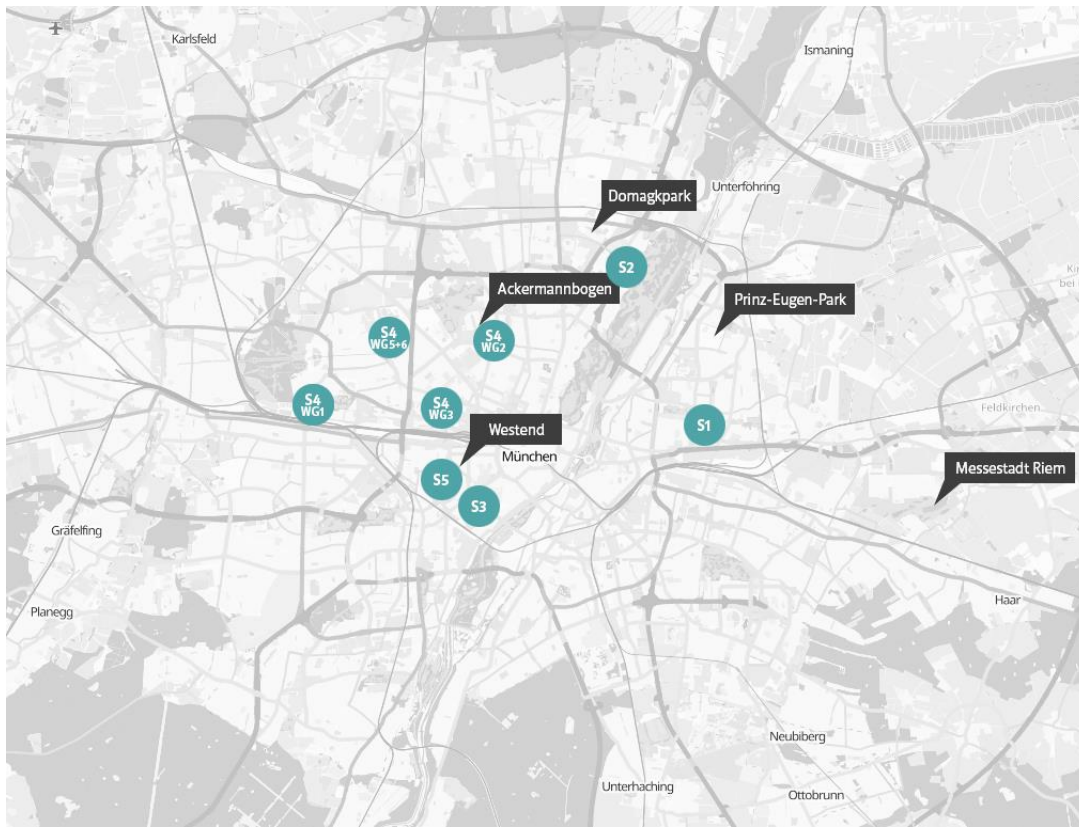 Karlsfeld
Ismaning
Unterföhring
Domagkpark
S2
Ackermannbogen
Prinz-Eugen-Park
S4
WG5+6
S4
WG2
S4
WG1
S4
WG3
S1
Feldkirchen
Westend
München
Messestadt Riem
S5
S3
Gräfelfing
Planegg
Haar
Neubiberg
Unterhaching
Ottobrunn